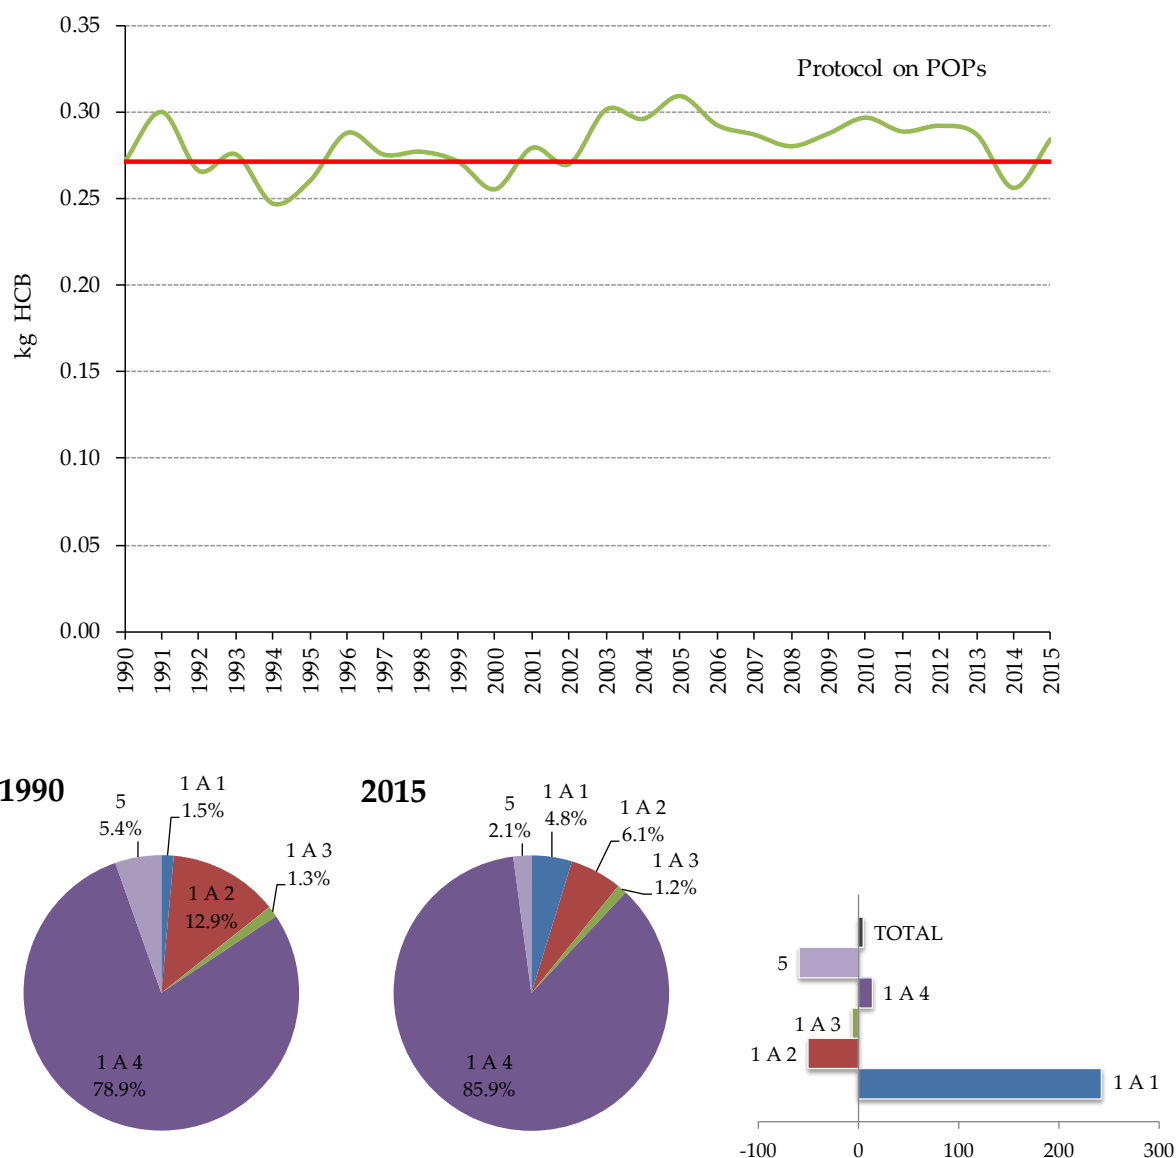 0.35
Protocol on POPs
0.30
0.25
0.20
kg HCB
0.15
0.10
0.05
0.00
1990 1991 1992 1993 1994 1995 1996 1997 1998 1999 2000 2001 2002 2003 2004 2005 2006 2007 2008 2009 2010 2011 2012 2013 2014 2015
1990
5
5.4%
1 A 1
1.5%
1 A 3
1.3%
1 A 2
12.9%
1 A 4
78.9%
2015
5
2.1%
1 A 1
4.8%
1 A 2
6.1%
1 A 3
1.2%
1 A 4
85.9%
TOTAL
5
1 A 4
1 A 3
1 A 2
1 A 1
-100 0 100 200 300